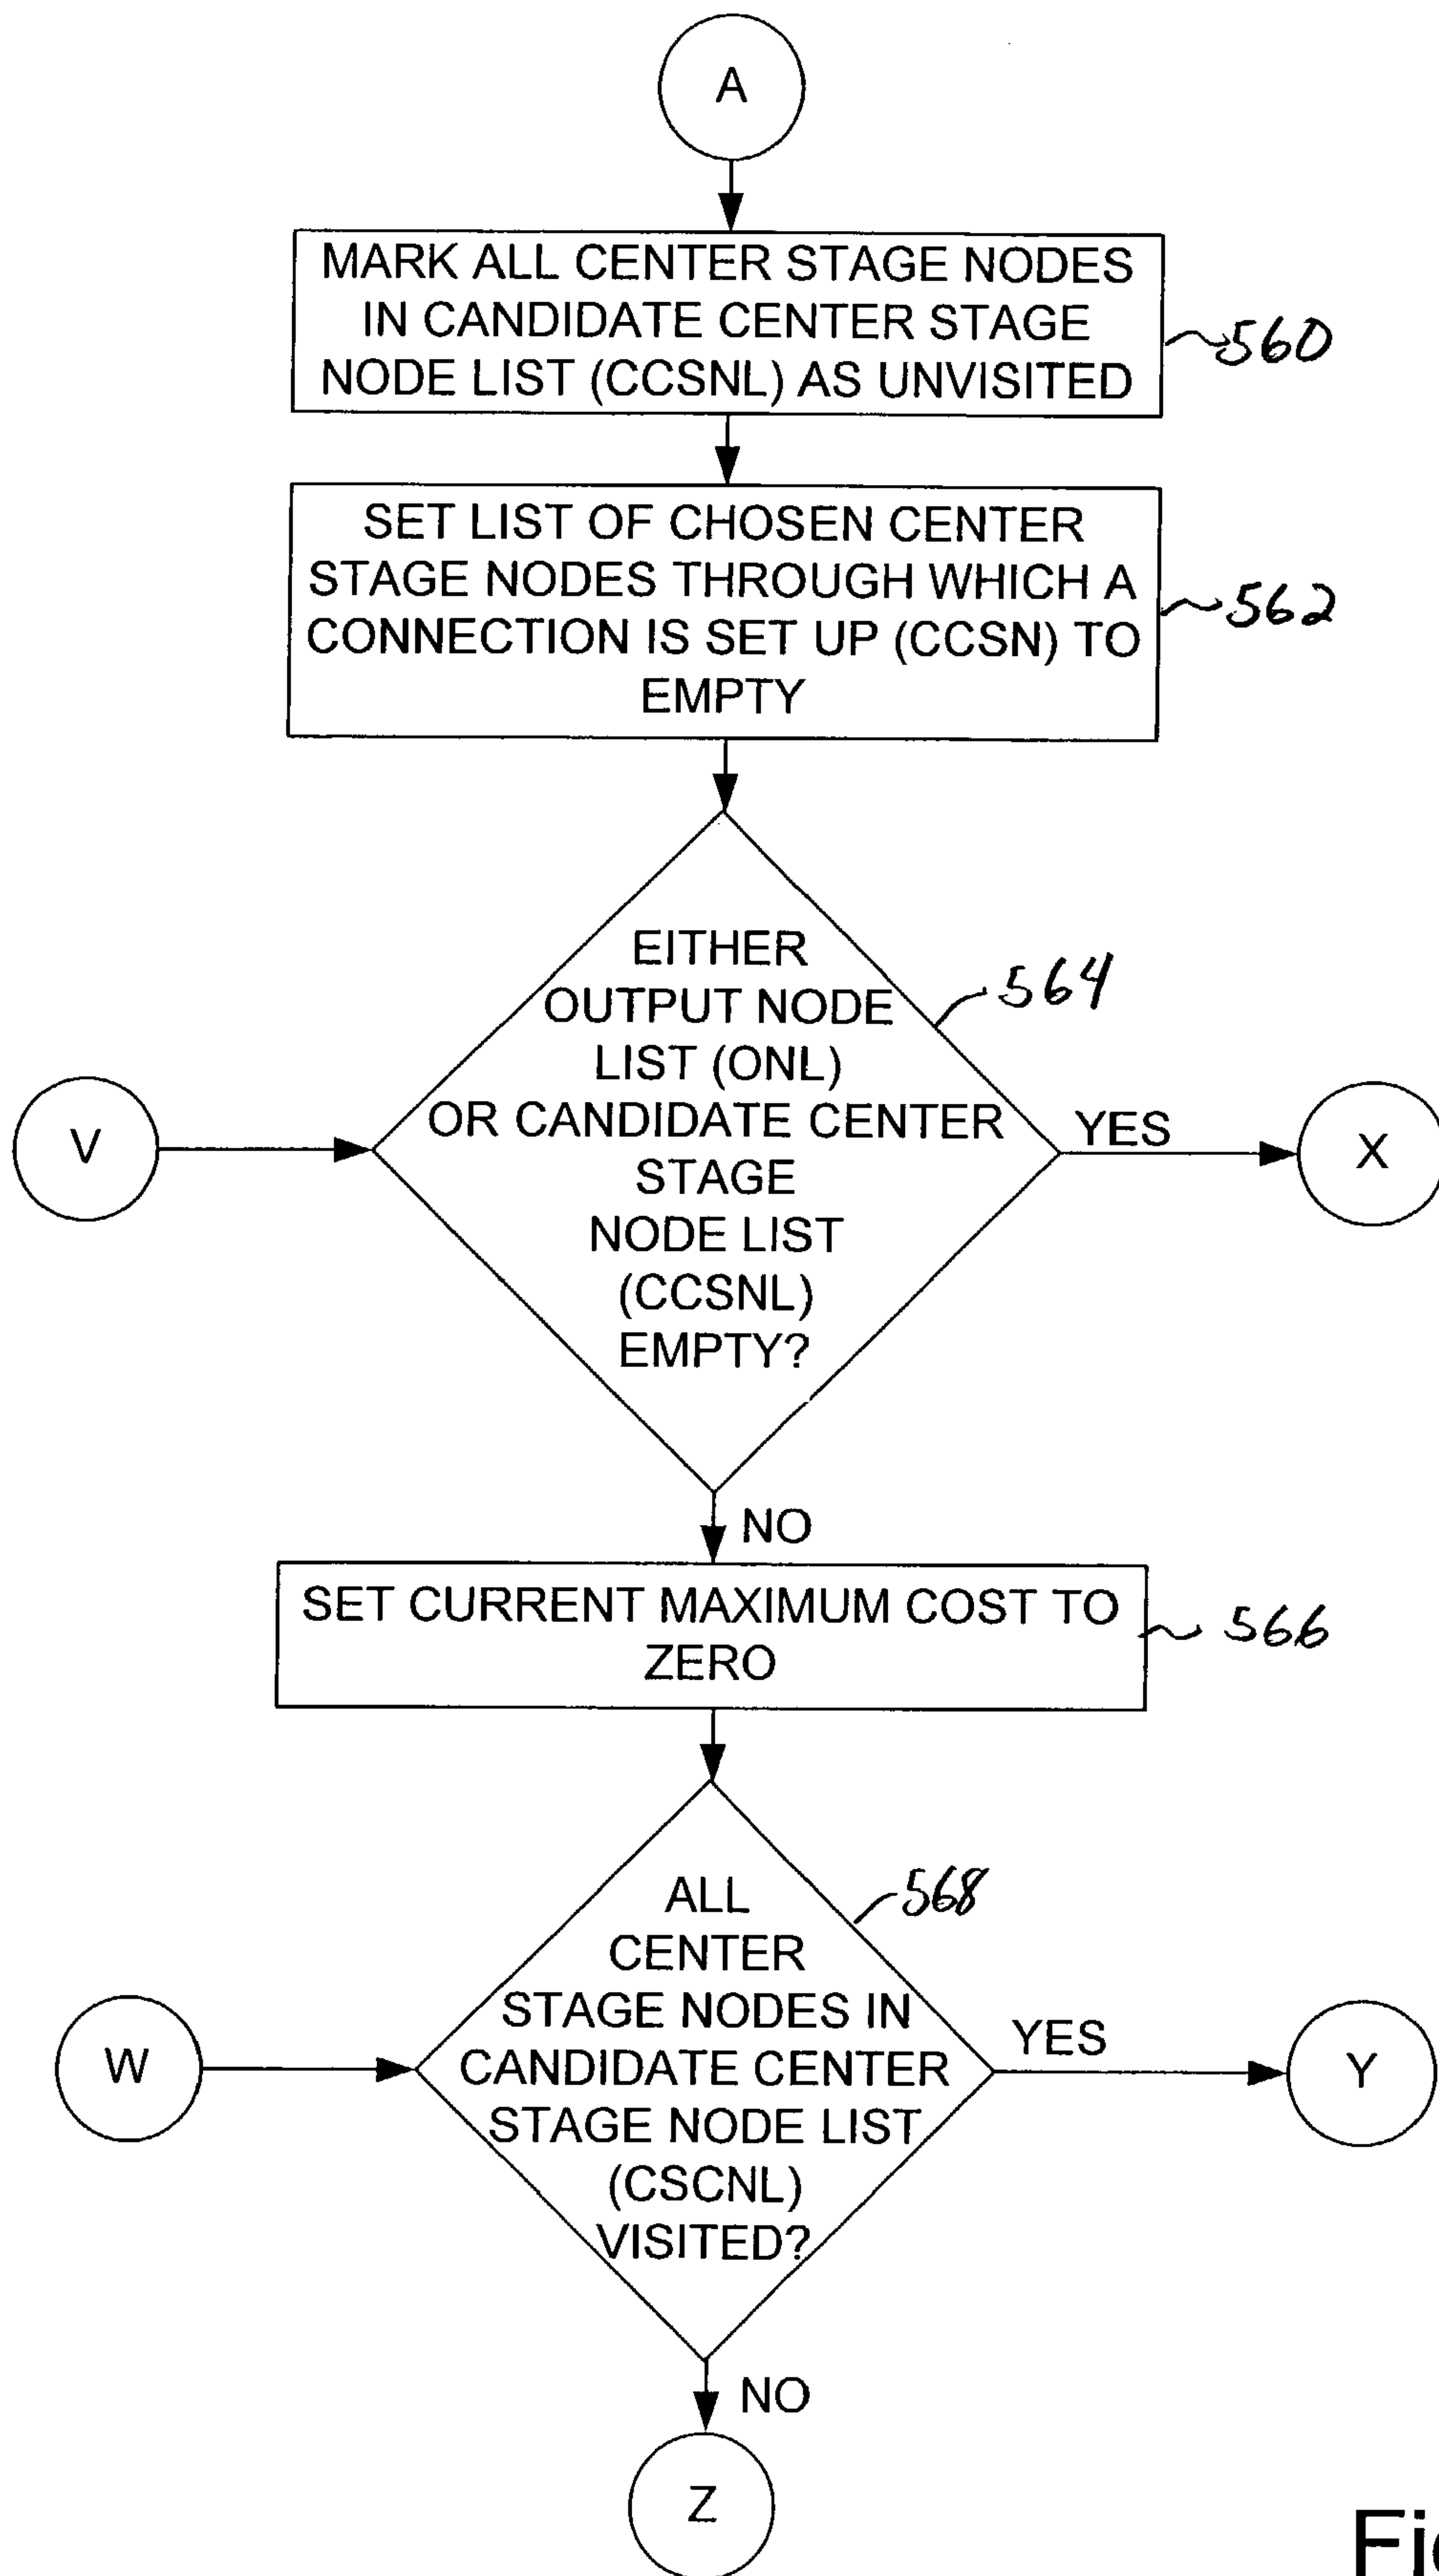 A
MARK ALL CENTER STAGE NODES
IN CANDIDATE CENTER STAGE
NODE LIST (CCSNL) AS UNVISITED
560
SET LIST OF CHOSEN CENTER
STAGE NODES THROUGH WHICH A
CONNECTION IS SET UP (CCSN) TO
EMPTY
562
EITHER
OUTPUT NODE
LIST (ONL)
OR CANDIDATE CENTER
STAGE
NODE LIST
(CCSNL)
EMPTY?
564
V
YES
X
NO
SET CURRENT MAXIMUM COST TO
ZERO
566
ALL
CENTER
STAGE NODES IN
CANDIDATE CENTER
STAGE NODE LIST
(CSCNL)
VISITED?
568
W
YES
Y
NO
Z